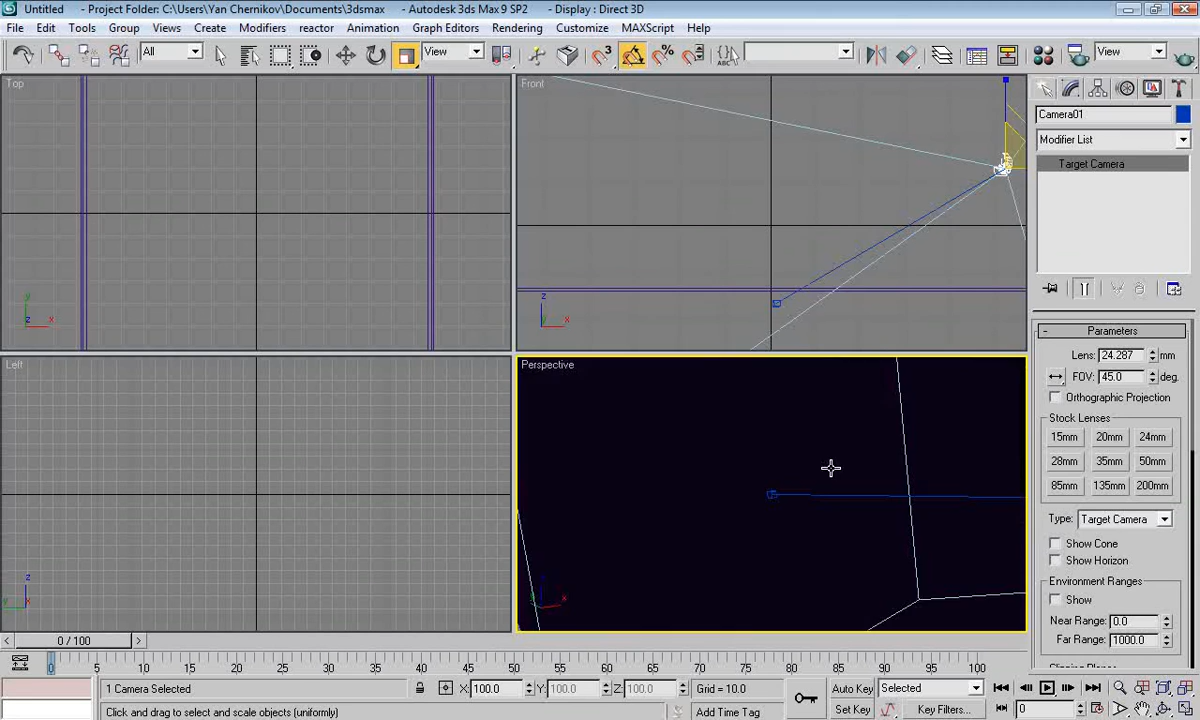 Untitled - Project Folder: C:\Users\Yan Chernikov\Documents\3dsmax - Autodesk 3ds Max 9 SP2 - Display : Direct 3D
File Edit Tools Group Views Create Modifiers reactor Animation Graph Editors Rendering Customize MAXScript Help
All View 3 % ABC View
Top Front
Camera01
Modifier List
Target Camera
y x z
z x
Parameters
Lens: 24.287 mm
Left Perspective
FOV: 45.0 deg.
Orthographic Projection
Stock Lenses
15mm 20mm 24mm
28mm 35mm 50mm
85mm 135mm 200mm
Type: Target Camera
Show Cone
Show Horizon
Environment Ranges
z y x
x
Show
Near Range: 0.0
Far Range: 1000.0
< 0 / 100 >
0 5 10 15 20 25 30 35 40 45 50 55 60 65 70 75 80 85 90 95 100
1 Camera Selected X: 100.0 Y: 100.0 Z: 100.0 Grid = 10.0 Auto Key Selected
Click and drag to select and scale objects (uniformly) Add Time Tag Set Key Key Filters... 0